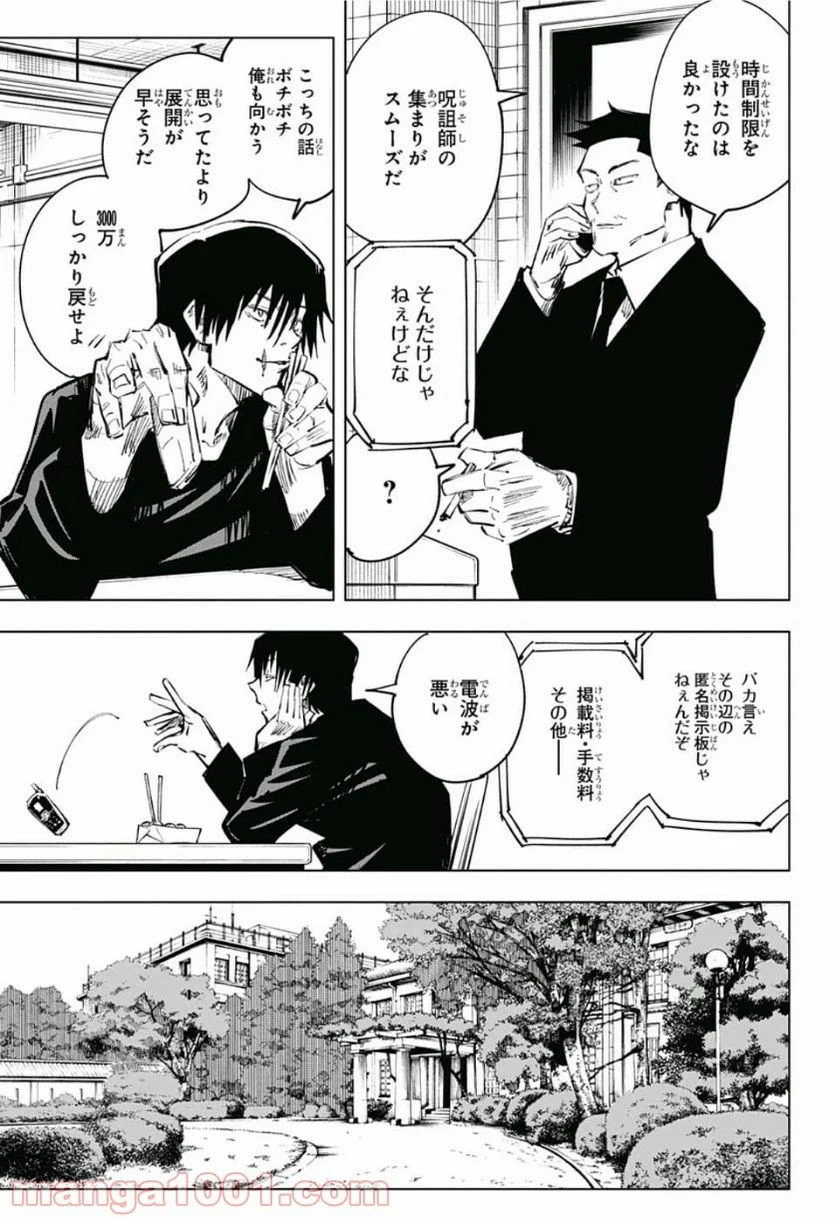 時間制限を
設けたのは
良かったな
呪詛師の
集まりが
スムーズだ
そんだけじゃ
ねぇけどな
?
こっちの話
ボチボチ
俺も向かう
思ってたより
展開が
早そうだ
3000万
しっかり戻せよ
バカ言え
その辺の
匿名掲示板じゃ
ねぇんだぞ
掲載料・手数料
その他──
電波が
悪い
manga1001.com